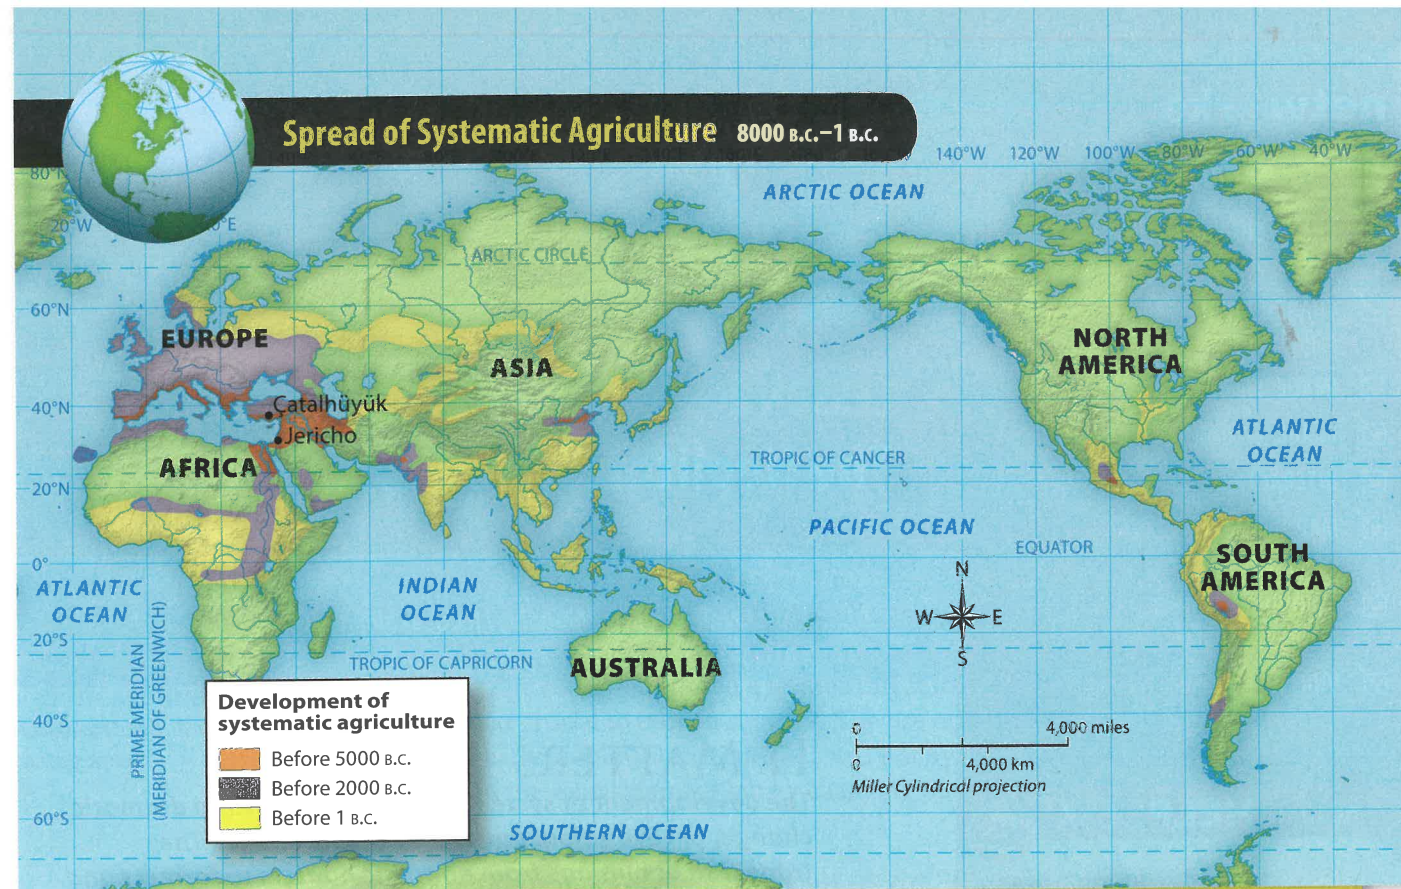 Spread of Systematic Agriculture 8000 B.C.–1 B.C.
140°W 120°W 100°W 80°W 60°W 40°W
80°N
20°W
ARCTIC OCEAN
ARCTIC CIRCLE
60°N
EUROPE
ASIA
NORTH
AMERICA
40°N
Çatalhüyük
Jericho
ATLANTIC
OCEAN
AFRICA
TROPIC OF CANCER
20°N
PACIFIC OCEAN
EQUATOR
SOUTH
AMERICA
0°
ATLANTIC
OCEAN
INDIAN
OCEAN
N
W E
S
20°S
TROPIC OF CAPRICORN
AUSTRALIA
PRIME MERIDIAN
(MERIDIAN OF GREENWICH)
40°S
60°S
Development of
systematic agriculture
Before 5000 B.C.
Before 2000 B.C.
Before 1 B.C.
0 4,000 miles
0 4,000 km
Miller Cylindrical projection
SOUTHERN OCEAN